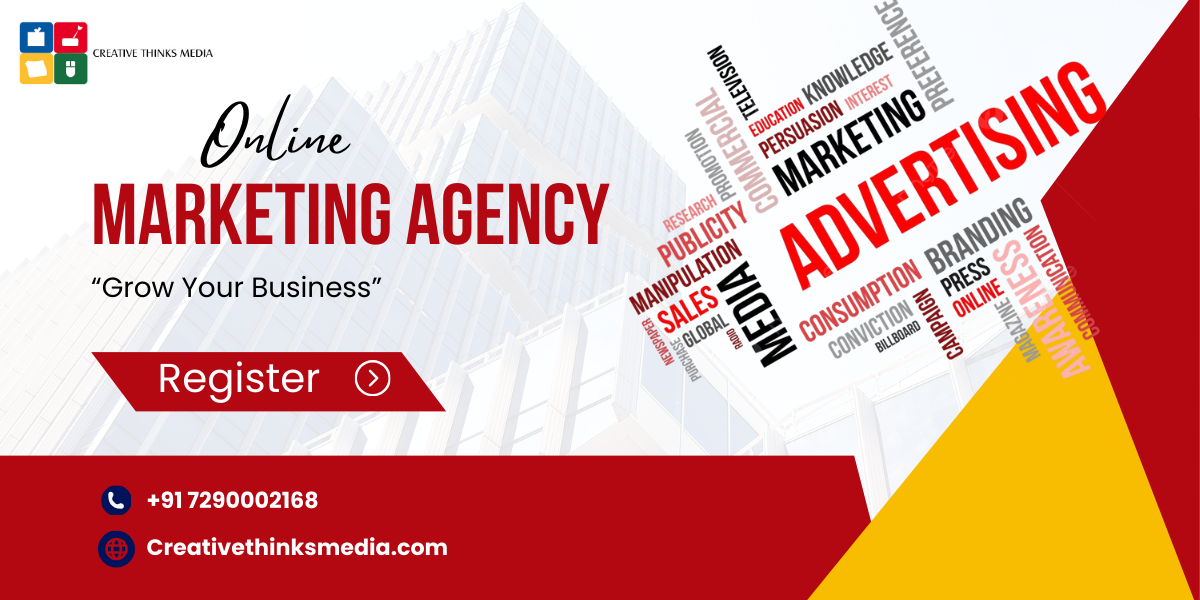 CREATIVE THINKS MEDIA
Online
MARKETING AGENCY
“Grow Your Business”
Register
+91 7290002168
Creativethinksmedia.com
PREFERENCE
TELEVISION
KNOWLEDGE
EDUCATION
INTEREST
COMMERCIAL
PERSUASION
MARKETING
PROMOTION
ADVERTISING
RESEARCH
PUBLICITY
MANIPULATION
BRANDING
MEDIA
PRESS
COMMUNICATION
SALES
CONSUMPTION
ONLINE
AWARENESS
NEWSPAPER
GLOBAL
RADIO
CONVICTION
CAMPAIGN
MAGAZINE
PURCHASE
BILLBOARD